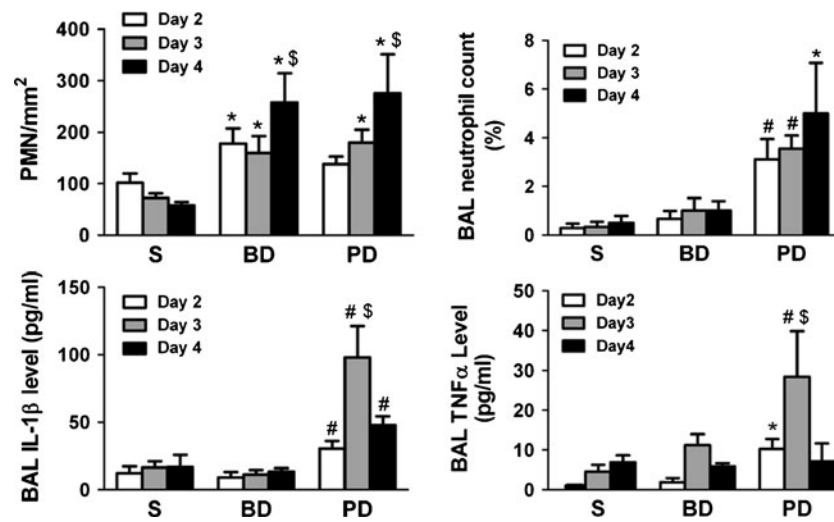 Day 2
Day 3
Day 4
PMN/mm²
400
300
200
100
0
* * * $
* * $
S BD PD
Day 2
Day 3
Day 4
BAL neutrophil count
(%)
8
6
4
2
0
# # *
S BD PD
Day 2
Day 3
Day 4
BAL IL-1β level (pg/ml)
150
100
50
0
# # $ #
S BD PD
Day2
Day3
Day4
BAL TNFα Level
(pg/ml)
50
40
30
20
10
0
* # $
S BD PD